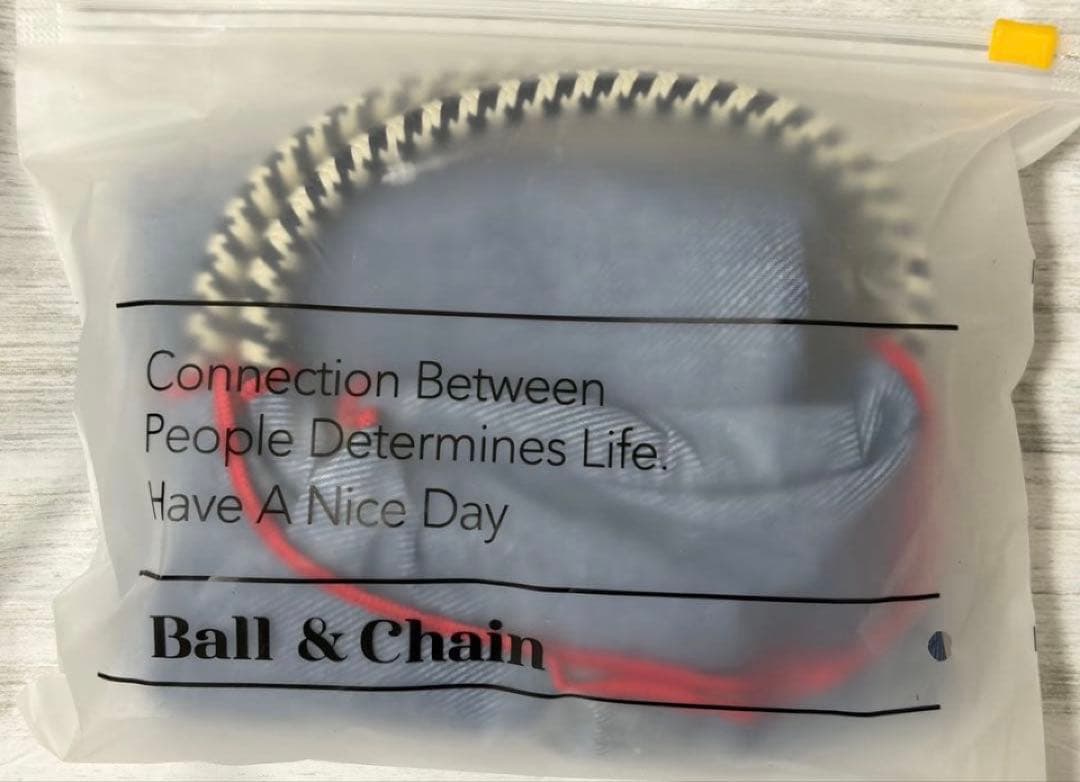 Connection Between
People Determines Life.
Have A Nice Day
Ball & Chain